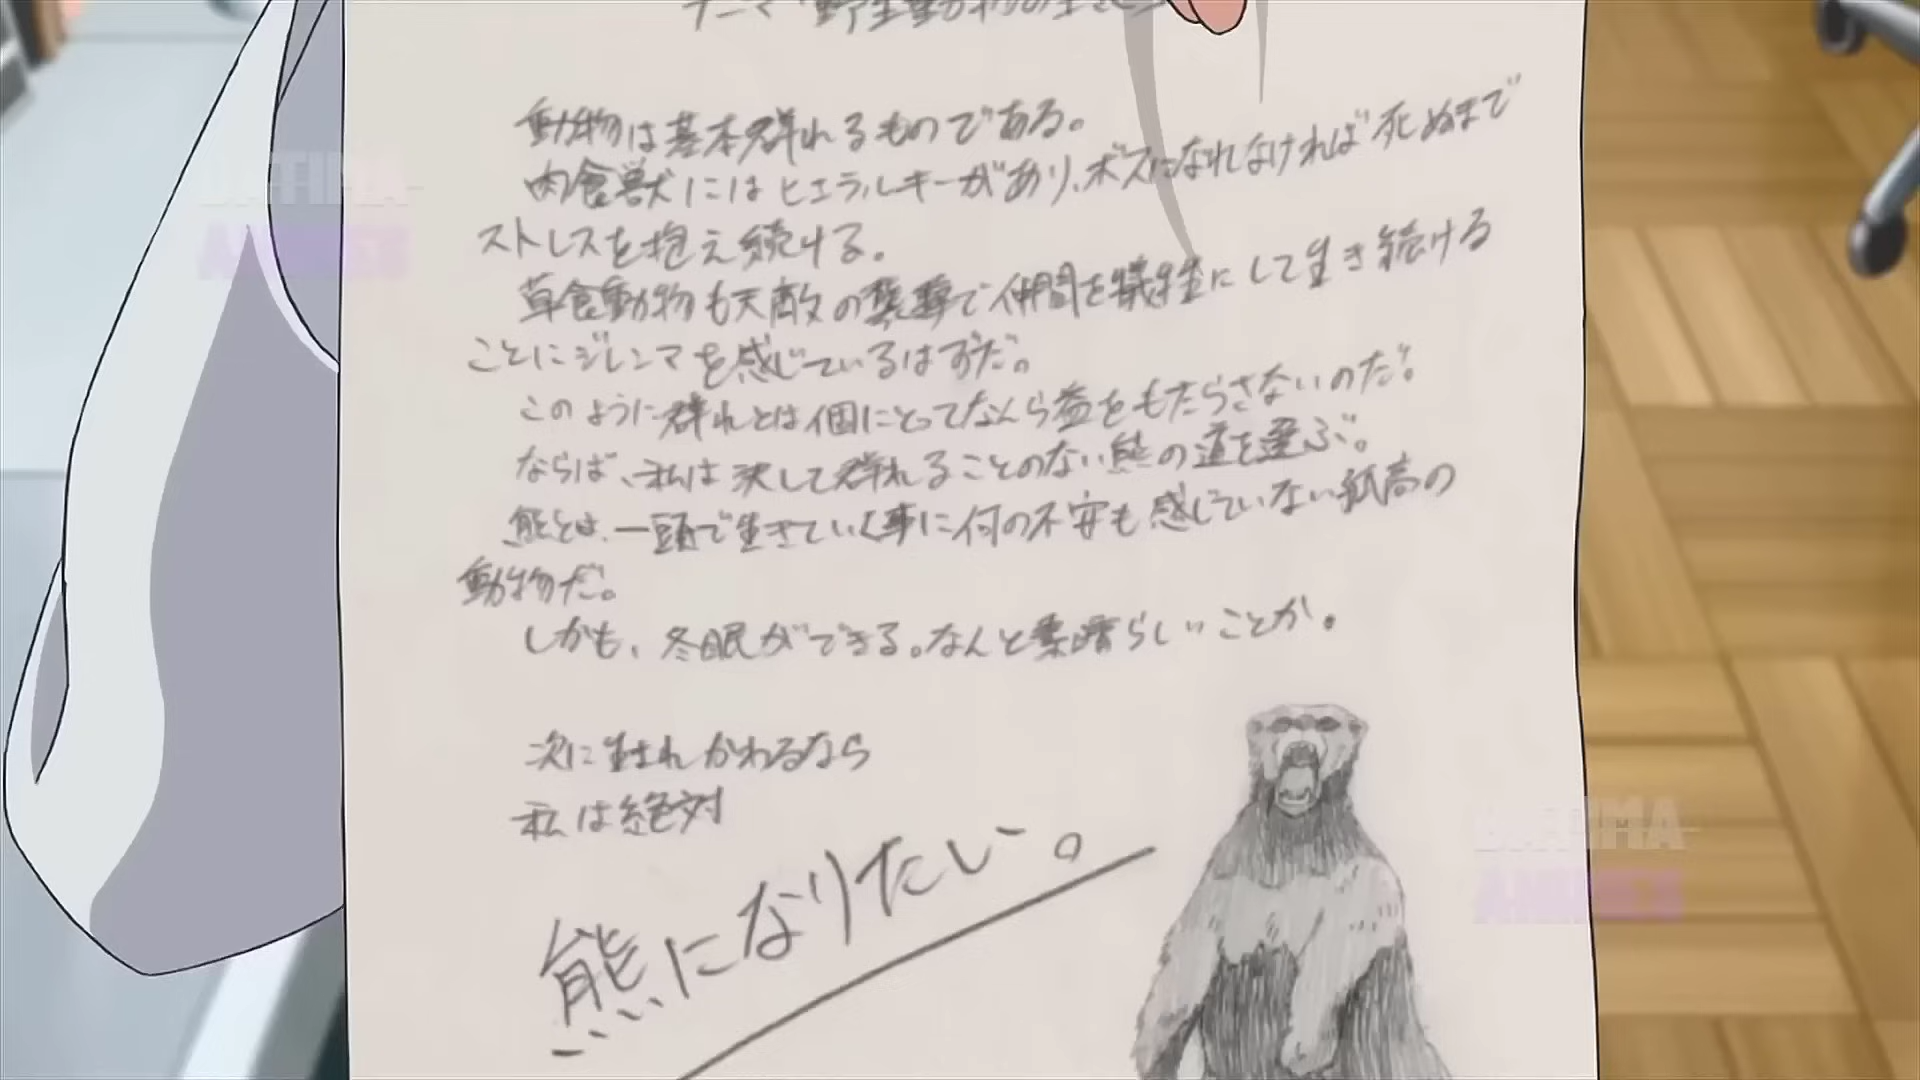 テーマ「野生動物の生態」
動物は基本群れるものである。
肉食獣にはヒエラルキーがあり、ボスになれなければ死ぬまで
ストレスを抱え続ける。
草食動物も天敵の襲撃で仲間を犠牲にして生き続ける
ことにジレンマを感じているはずだ。
このように群れとは個にとってなんら益をもたらさないのだ。
ならば、私は決して群れることのない熊の道を選ぶ。
熊とは、一頭で生きていく事に何の不安も感じていない孤高の
動物だ。
しかも、冬眠ができる。なんと素晴らしいことか。
次に生まれかわるなら
私は絶対
熊になりたい。